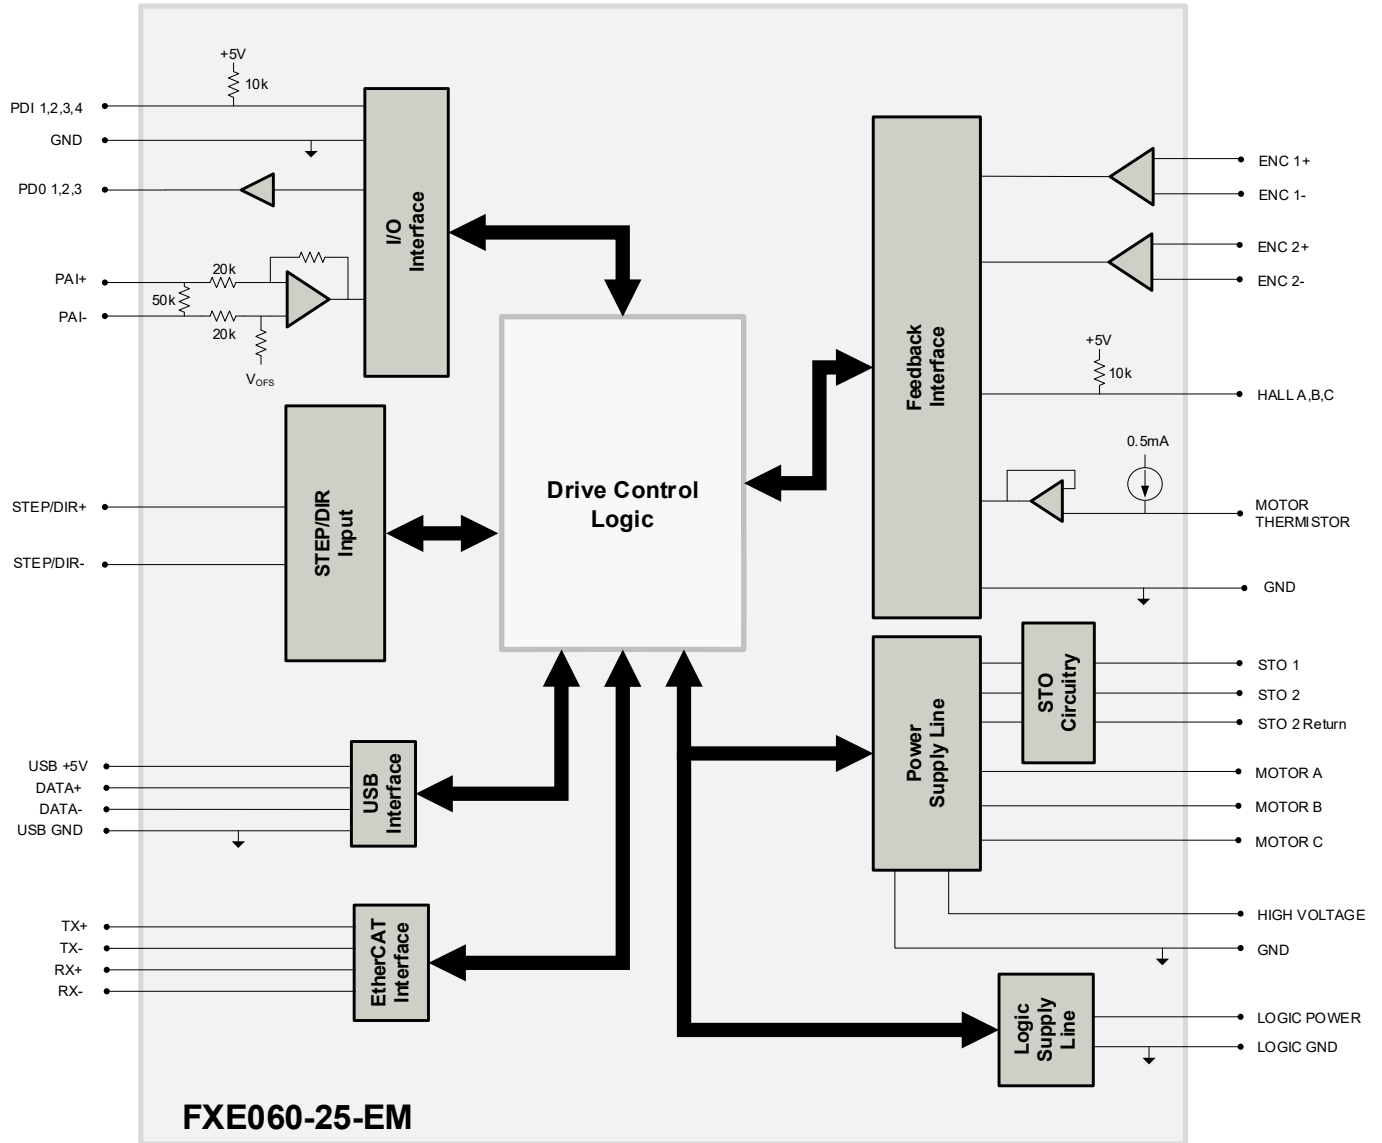 +5V
10k
PDI 1,2,3,4
GND
PD0 1,2,3
PAI+
20k
50k
PAI-
20k
VOFS
I/O
Interface
STEP/DIR+
STEP/DIR-
STEP/DIR
Input
Drive Control
Logic
USB +5V
DATA+
DATA-
USB GND
USB
Interface
TX+
TX-
RX+
RX-
EtherCAT
Interface
Feedback
Interface
ENC 1+
ENC 1-
ENC 2+
ENC 2-
+5V
10k
HALL A,B,C
0.5mA
MOTOR
THERMISTOR
GND
Power
Supply Line
STO
Circuitry
STO 1
STO 2
STO 2 Return
MOTOR A
MOTOR B
MOTOR C
HIGH VOLTAGE
GND
Logic
Supply
Line
LOGIC POWER
LOGIC GND
FXE060-25-EM